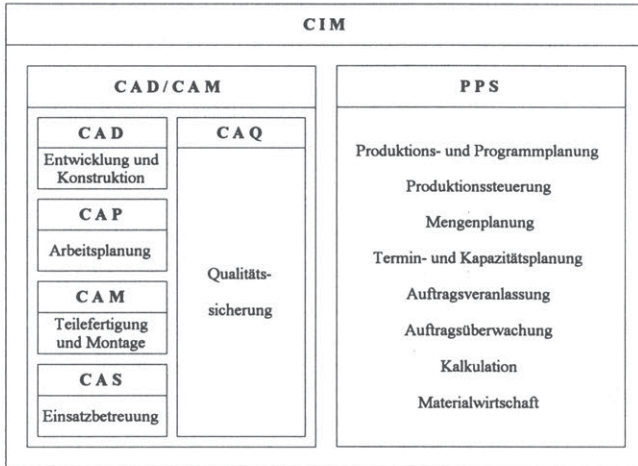 CIM
CAD/CAM
CAD
Entwicklung und
Konstruktion
CAP
Arbeitsplanung
CAM
Teilefertigung
und Montage
CAS
Einsatzbetreuung
CAQ
Qualitäts-
sicherung
PPS
Produktions- und Programmplanung
Produktionssteuerung
Mengenplanung
Termin- und Kapazitätsplanung
Auftragsveranlassung
Auftragsüberwachung
Kalkulation
Materialwirtschaft